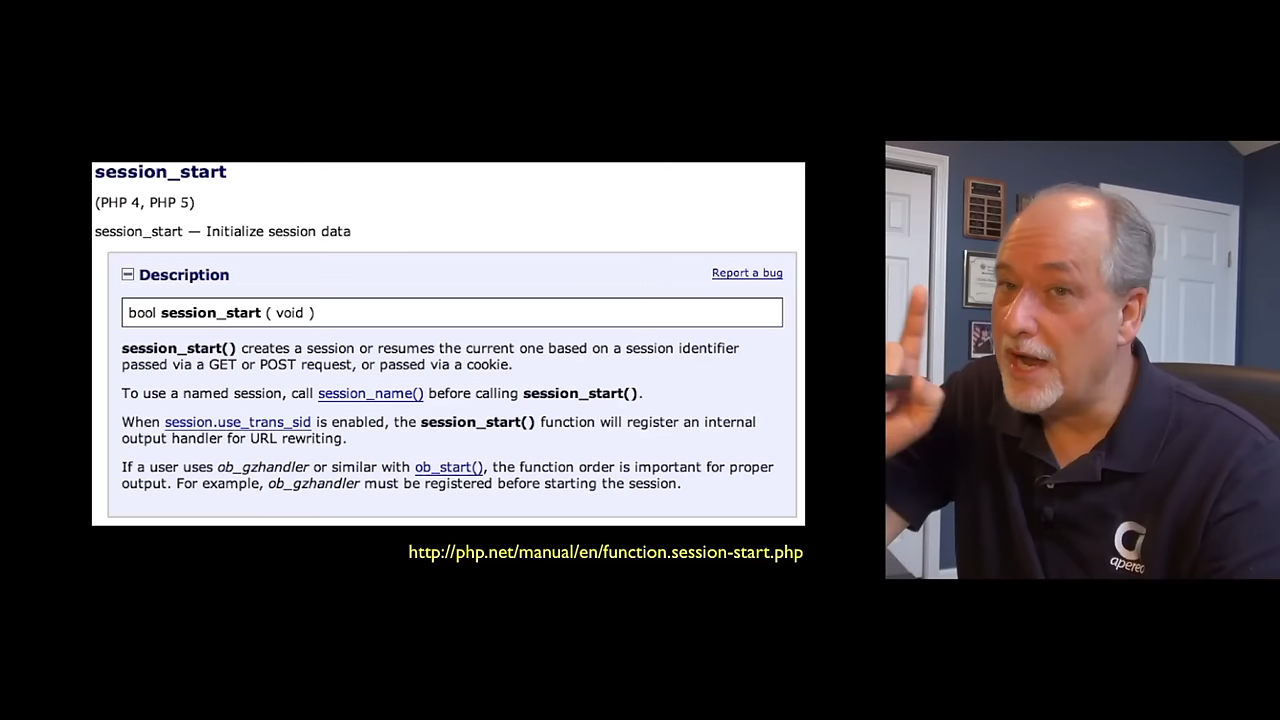 session_start
(PHP 4, PHP 5)
session_start — Initialize session data
Description
Report a bug
bool session_start ( void )
session_start() creates a session or resumes the current one based on a session identifier
passed via a GET or POST request, or passed via a cookie.
To use a named session, call session_name() before calling session_start().
When session.use_trans_sid is enabled, the session_start() function will register an internal
output handler for URL rewriting.
If a user uses ob_gzhandler or similar with ob_start(), the function order is important for proper
output. For example, ob_gzhandler must be registered before starting the session.
http://php.net/manual/en/function.session-start.php
apereo